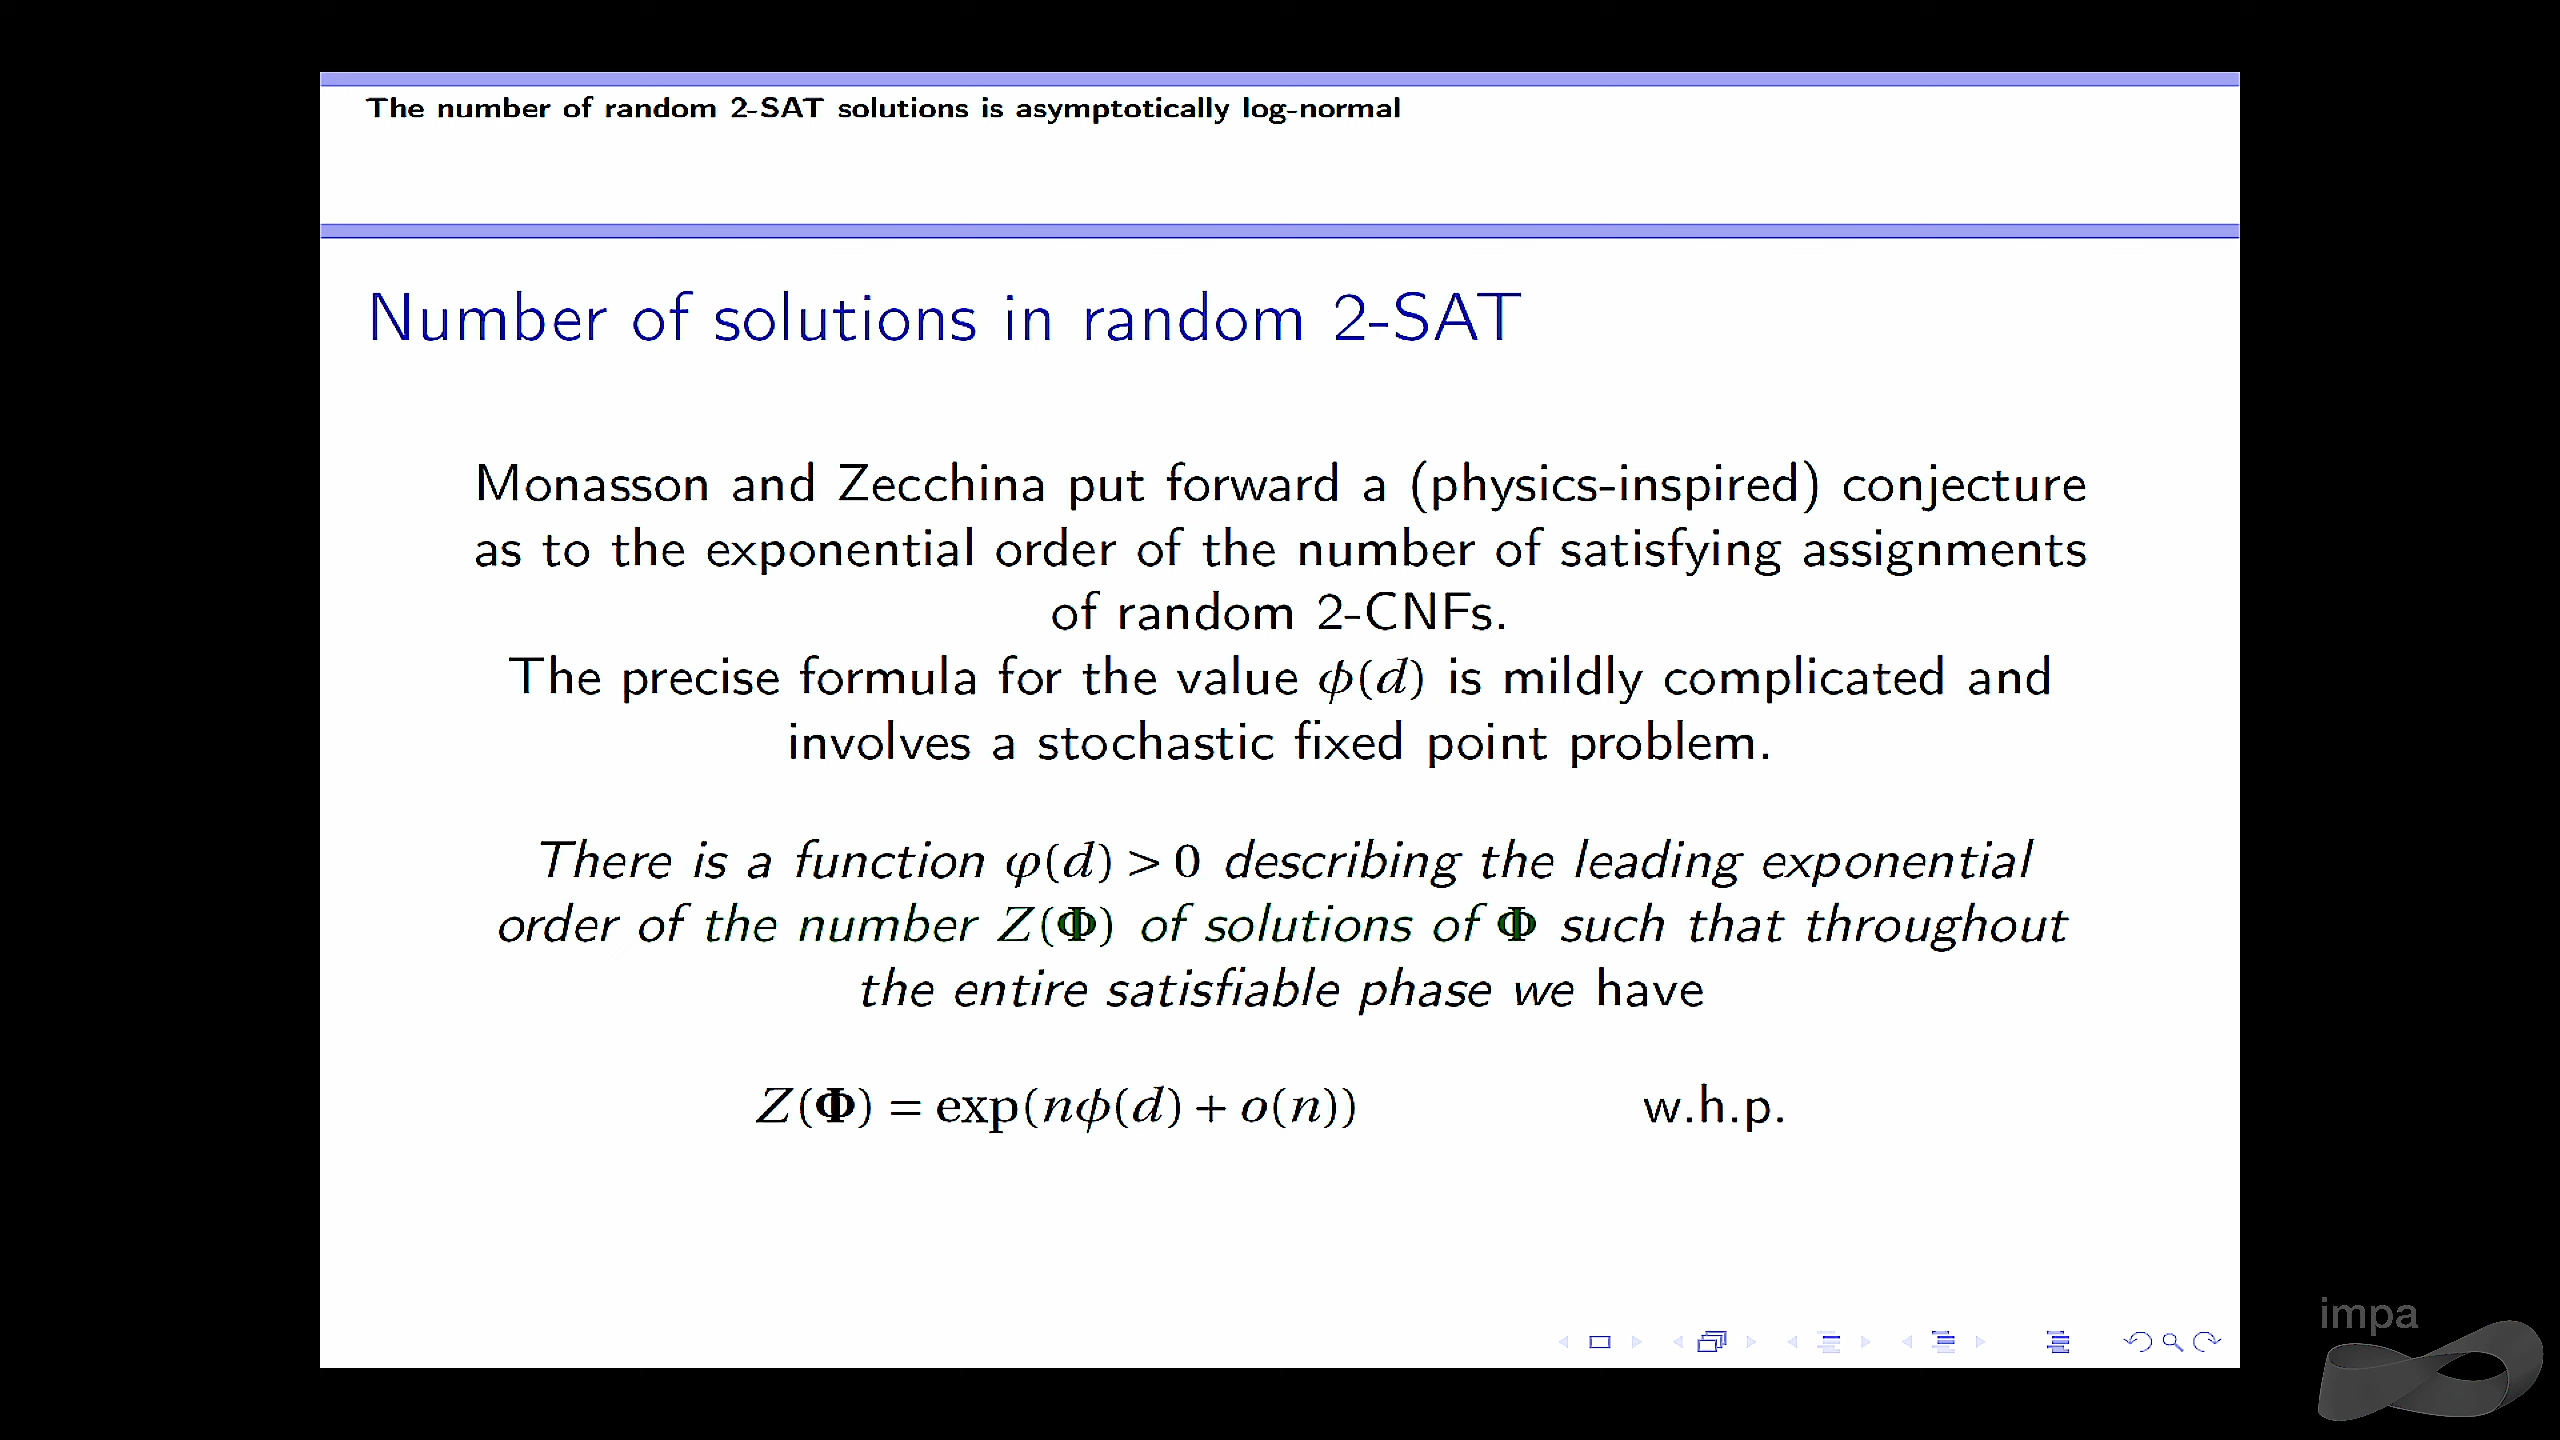 The number of random 2-SAT solutions is asymptotically log-normal
Number of solutions in random 2-SAT
Monasson and Zecchina put forward a (physics-inspired) conjecture
as to the exponential order of the number of satisfying assignments
of random 2-CNFs.
The precise formula for the value ϕ(d) is mildly complicated and
involves a stochastic fixed point problem.
There is a function φ(d) > 0 describing the leading exponential
order of the number Z(Φ) of solutions of Φ such that throughout
the entire satisfiable phase we have
Z(Φ) = exp(nϕ(d) + o(n)) w.h.p.
impa